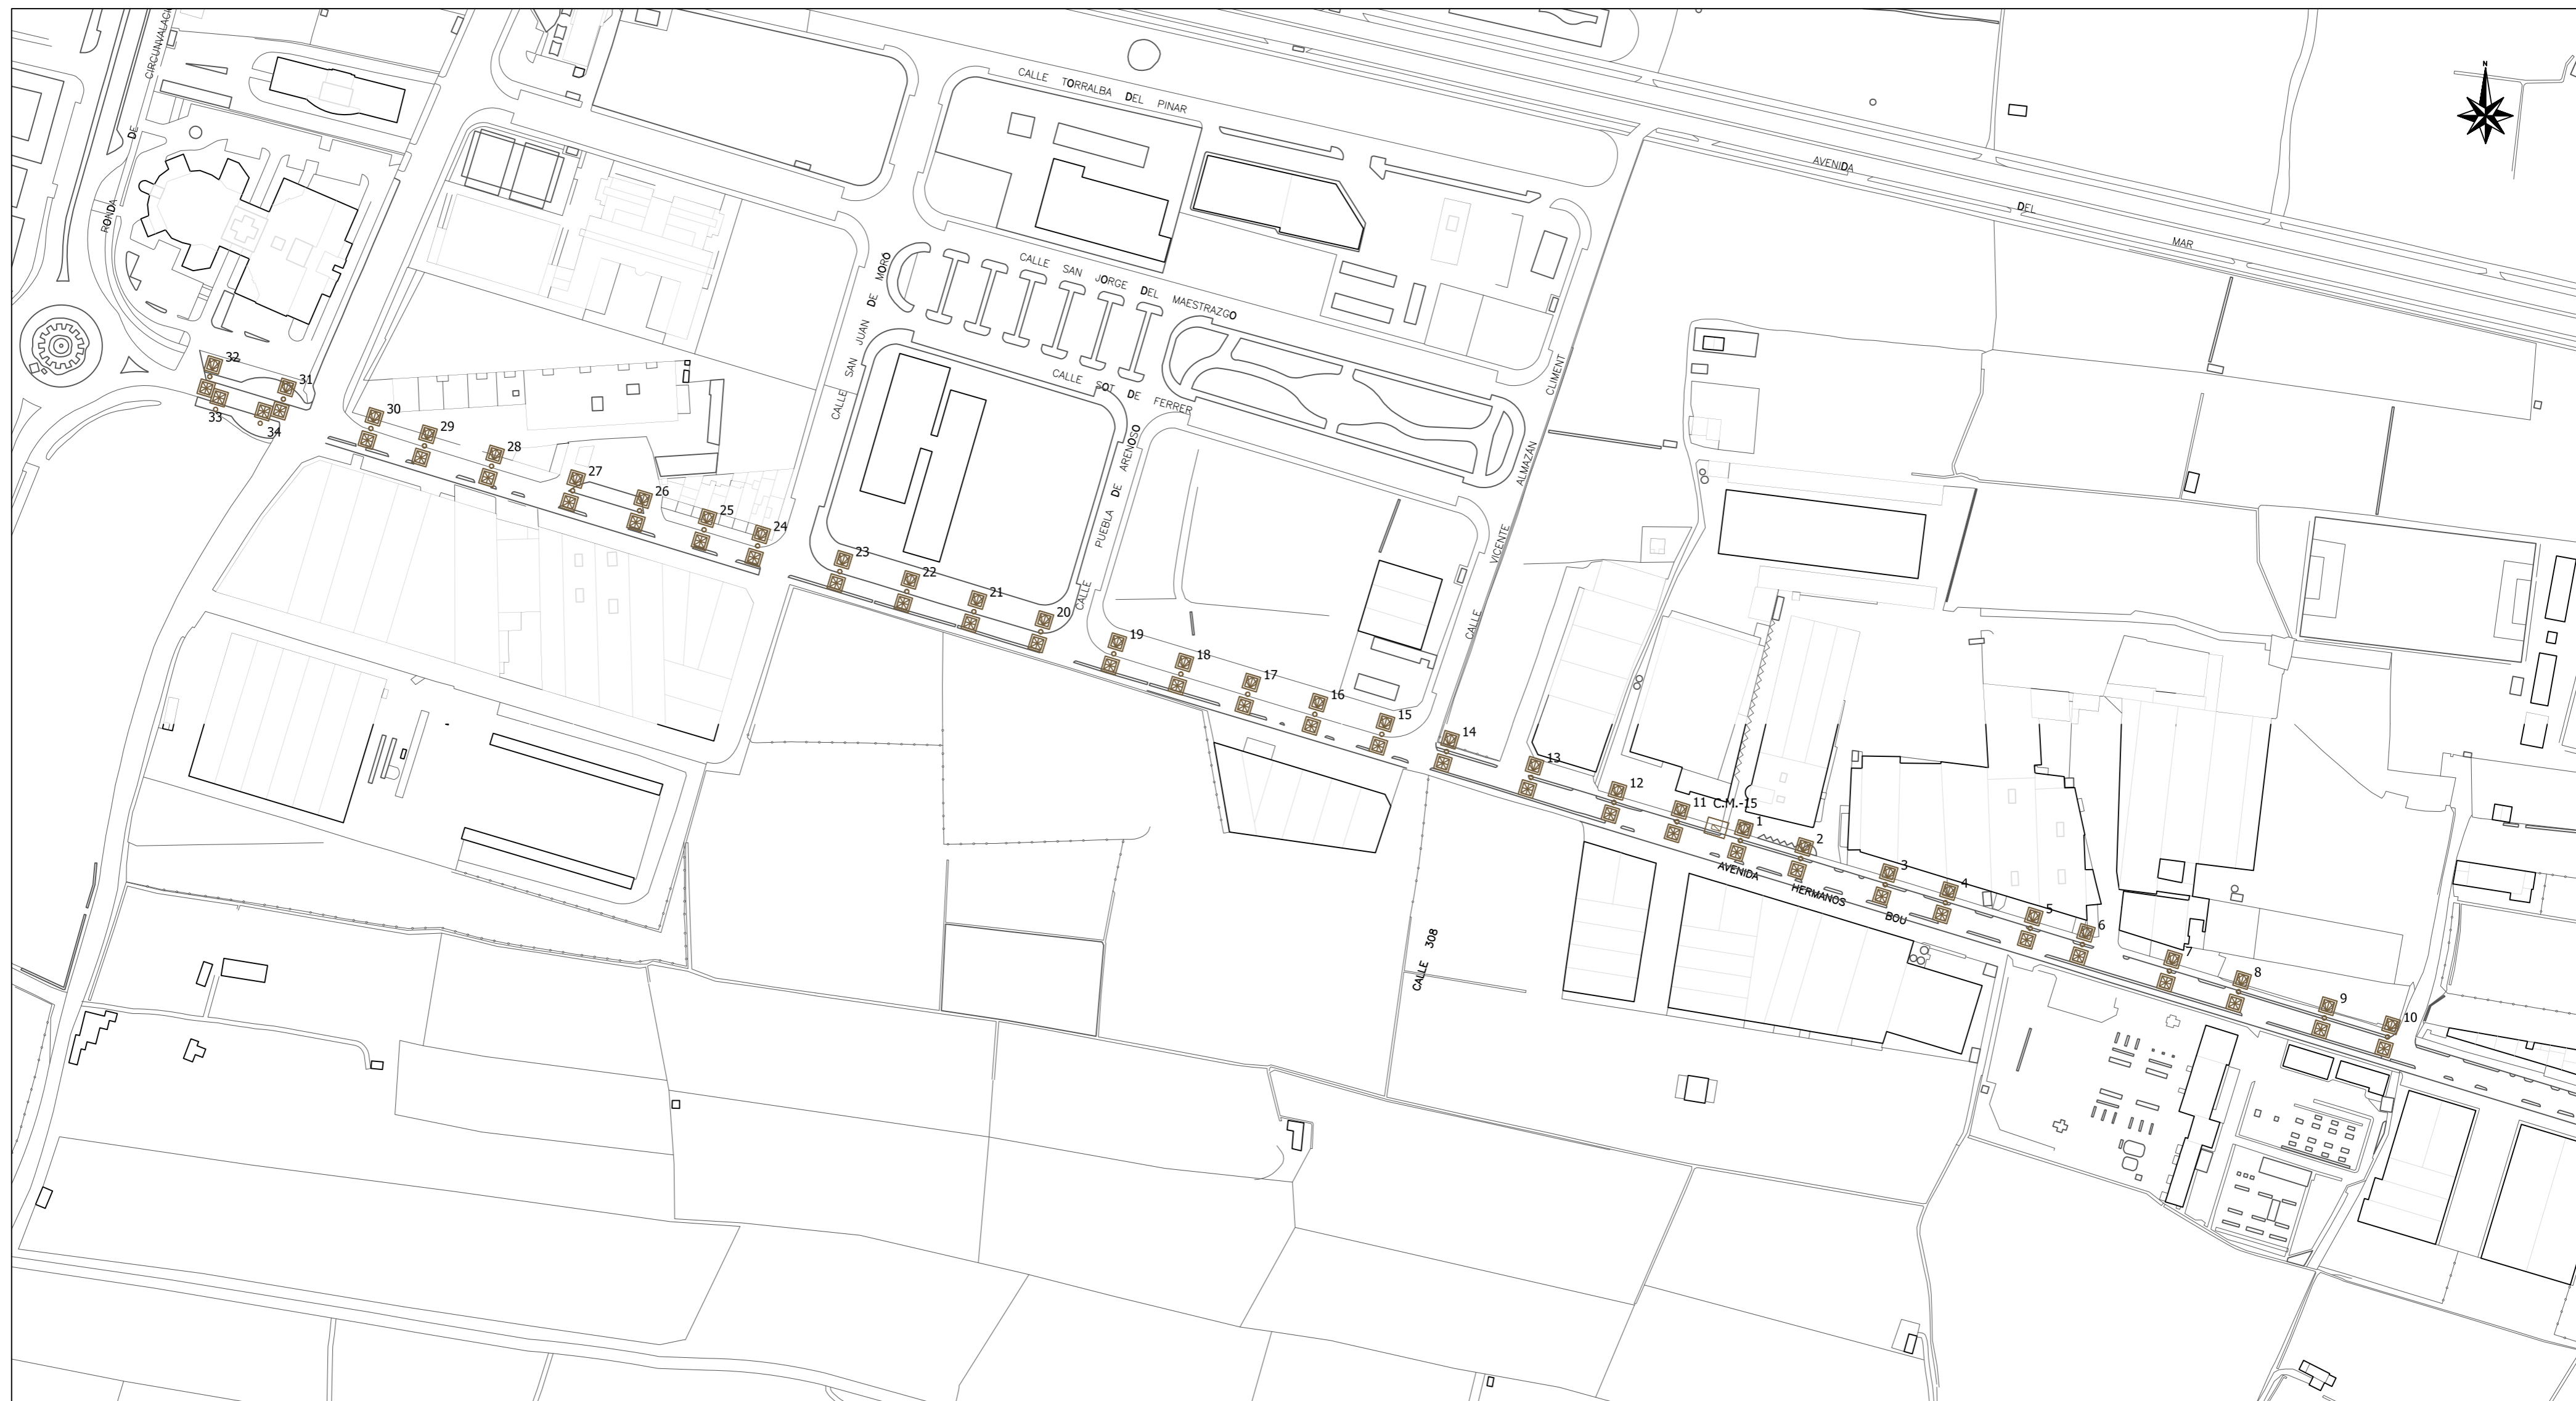 N
RONDA DE CIRCUNVALACI
CALLE TORRALBA DEL PINAR
AVENIDA DEL MAR
CALLE SAN JUAN DE MORÓ
CALLE SAN JORGE DEL MAESTRAZGO
CALLE SOT DE FERRER
CALLE PUEBLA DE ARENOSO
CALLE VICENTE ALMAZÁN CLIMENT
32
31
33
34
30
29
28
27
26
25
24
23
22
21
20
19
18
17
16
15
14
13
12
11
C.M.-15
1
2
3
4
5
6
7
8
9
10
AVENIDA HERMANOS BOU
CALLE 308